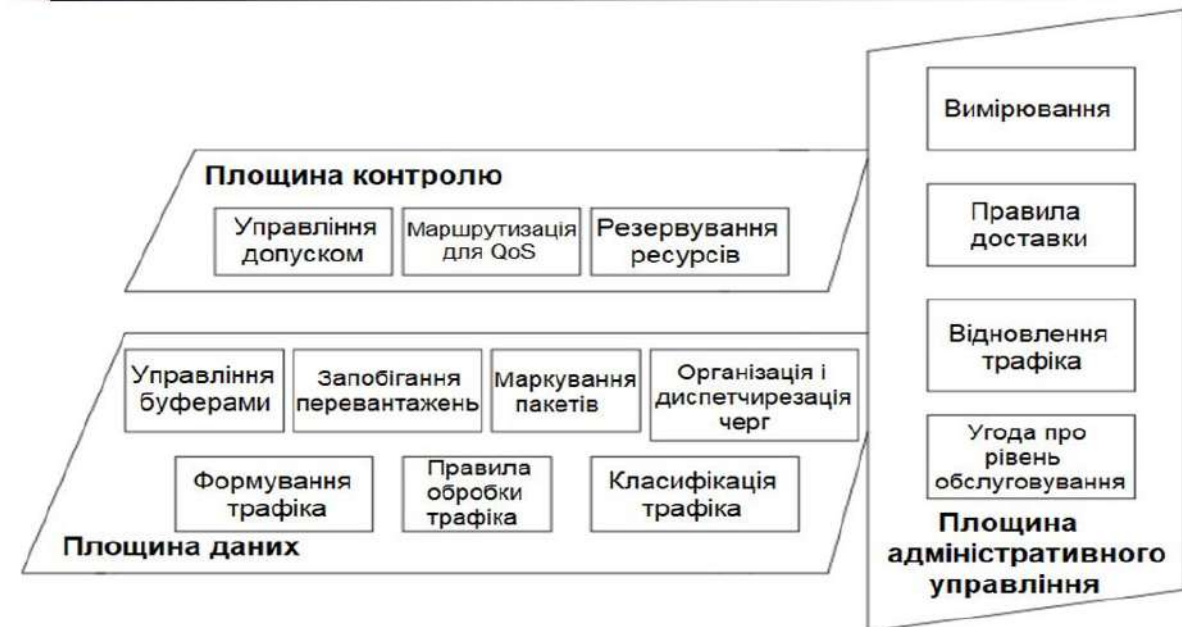 Площина контролю
Управління
допуском
Маршрутизація
для QoS
Резервування
ресурсів
Управління
буферами
Запобігання
перевантажень
Маркування
пакетів
Організація і
диспетчирезація
черг
Формування
трафіка
Правила
обробки
трафіка
Класифікація
трафіка
Площина даних
Вимірювання
Правила
доставки
Відновлення
трафіка
Угода про
рівень
обслуговування
Площина
адміністративного
управління